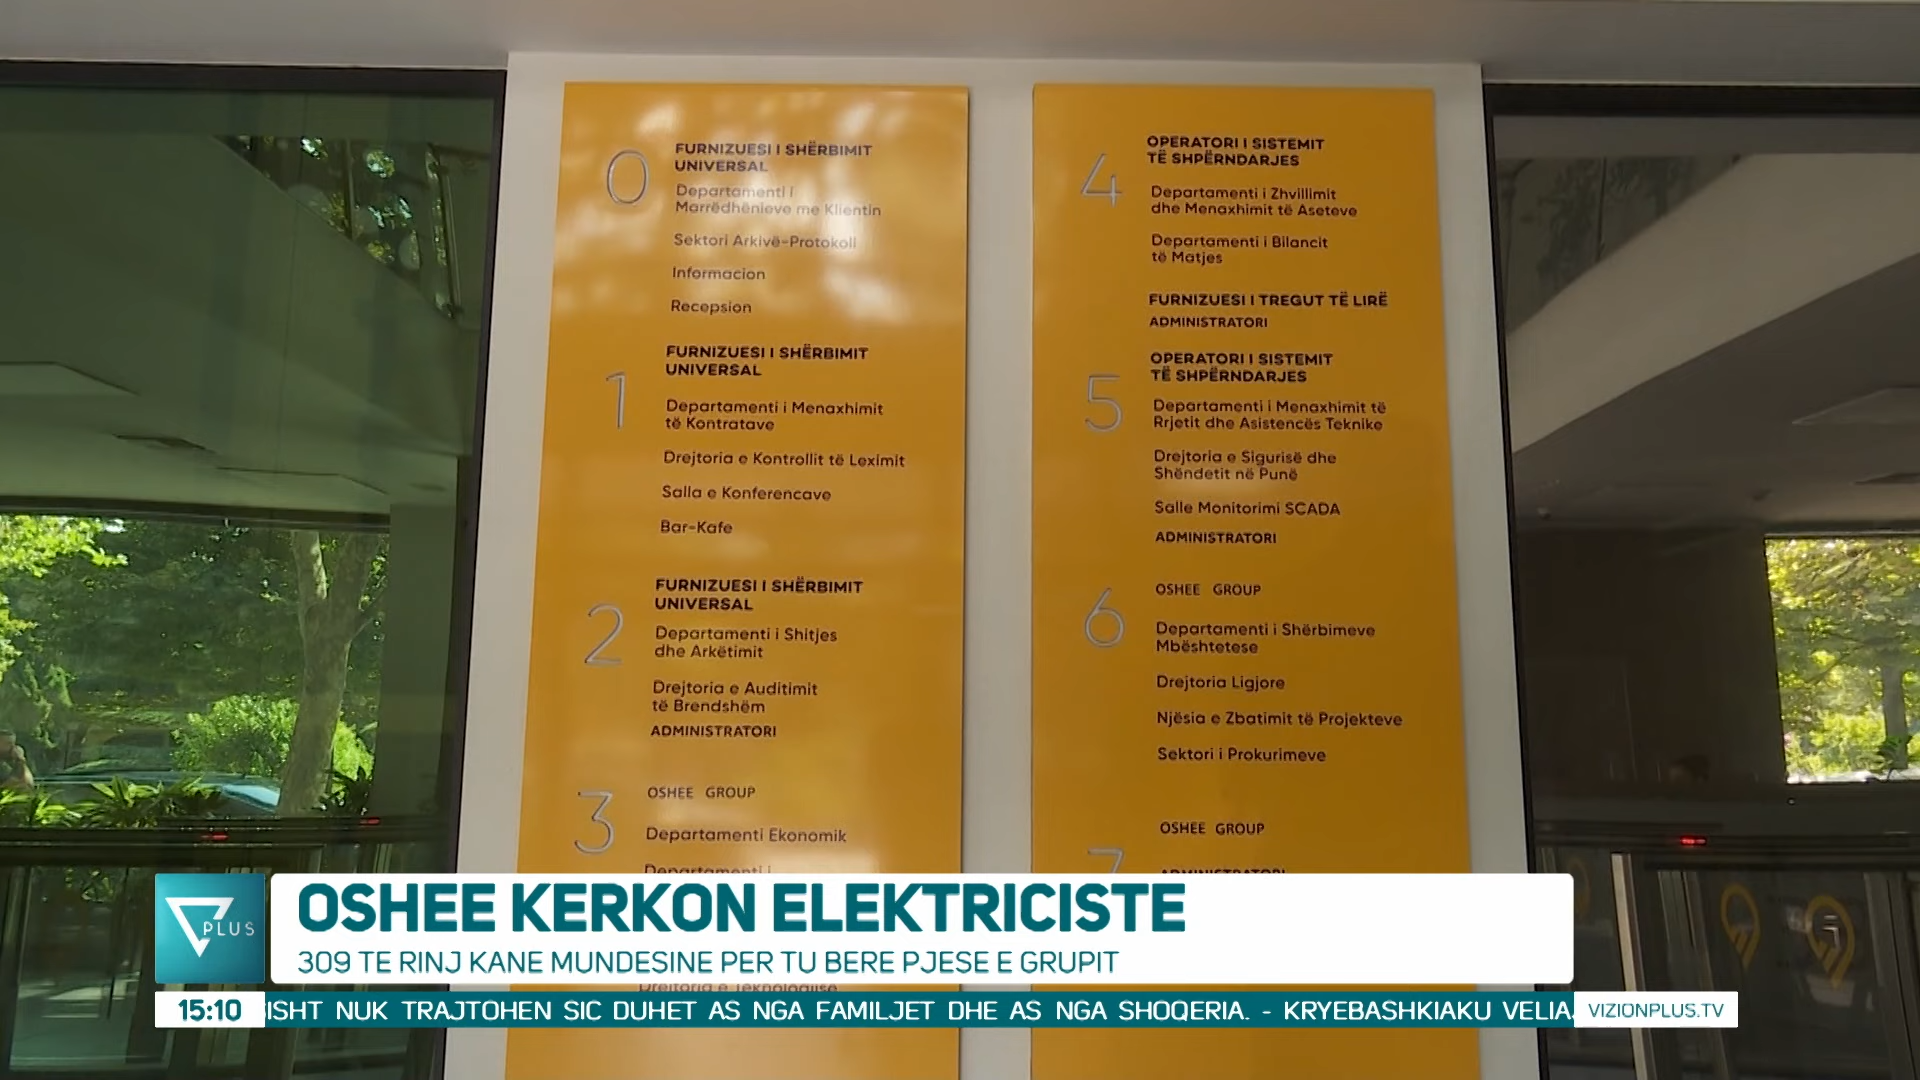 0
FURNIZUESI I SHËRBIMIT
UNIVERSAL
Departamenti i
Marrëdhënieve me Klientin
Sektori Arkivë-Protokoll
Informacion
Recepsion
1
FURNIZUESI I SHËRBIMIT
UNIVERSAL
Departamenti i Menaxhimit
të Kontratave
Drejtoria e Kontrollit të Leximit
Salla e Konferencave
Bar-Kafe
2
FURNIZUESI I SHËRBIMIT
UNIVERSAL
Departamenti i Shitjes
dhe Arkëtimit
Drejtoria e Auditimit
të Brendshëm
ADMINISTRATORI
3
OSHEE GROUP
Departamenti Ekonomik
Departamenti i
Drejtoria e Teknologjisë
4
OPERATORI I SISTEMIT
TË SHPËRNDARJES
Departamenti i Zhvillimit
dhe Menaxhimit të Aseteve
Departamenti i Bilancit
të Matjes
FURNIZUESI I TREGUT TË LIRË
ADMINISTRATORI
5
OPERATORI I SISTEMIT
TË SHPËRNDARJES
Departamenti i Menaxhimit të
Rrjetit dhe Asistencës Teknike
Drejtoria e Sigurisë dhe
Shëndetit në Punë
Salle Monitorimi SCADA
ADMINISTRATORI
6
OSHEE GROUP
Departamenti i Shërbimeve
Mbështetese
Drejtoria Ligjore
Njësia e Zbatimit të Projekteve
Sektori i Prokurimeve
7
OSHEE GROUP
ADMINISTRATORI
PLUS
OSHEE KERKON ELEKTRICISTE
309 TE RINJ KANE MUNDESINE PER TU BERE PJESE E GRUPIT
15:10 ISHT NUK TRAJTOHEN SIC DUHET AS NGA FAMILJET DHE AS NGA SHOQERIA. - KRYEBASHKIAKU VELIAJ VIZIONPLUS.TV